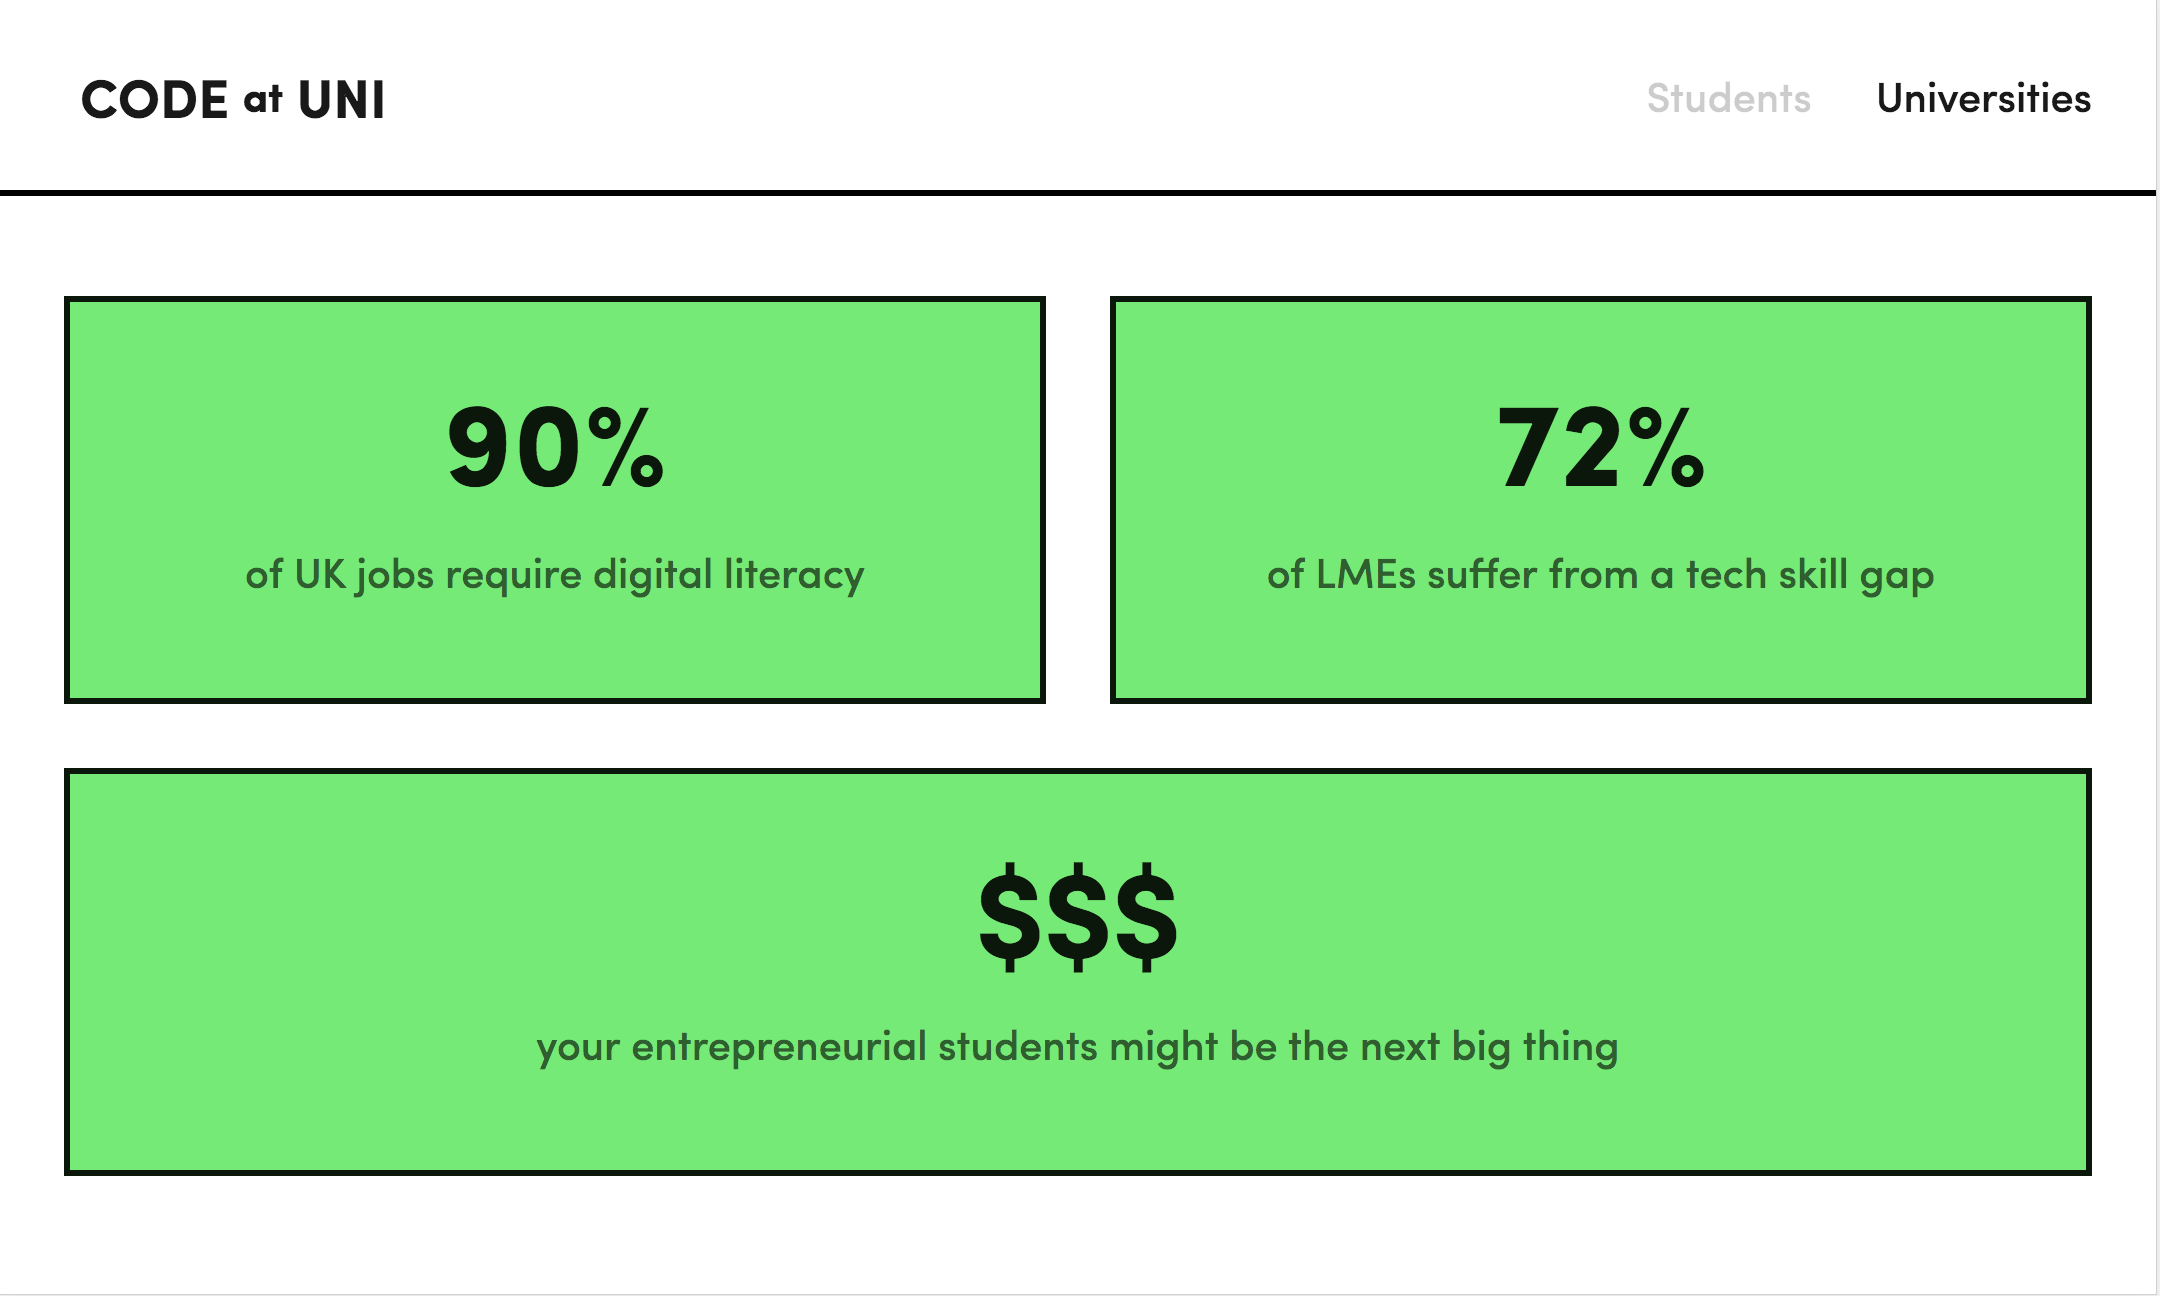 CODE at UNI
Students
Universities
90%
of UK jobs require digital literacy
72%
of LMEs suffer from a tech skill gap
$$$
your entrepreneurial students might be the next big thing